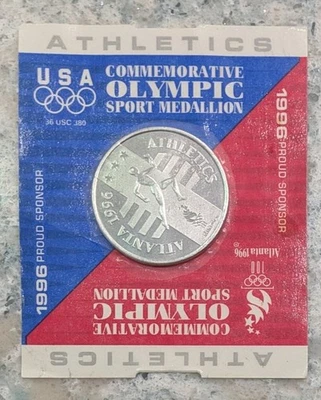 ATHLETICS
USA
36 USC 380
COMMEMORATIVE
OLYMPIC
SPORT MEDALLION
1996 PROUD SPONSOR
ATHLETICS
ATLANTA 1996
1996 PROUD SPONSOR
Atlanta 1996
COMMEMORATIVE
OLYMPIC
SPORT MEDALLION
ATHLETICS